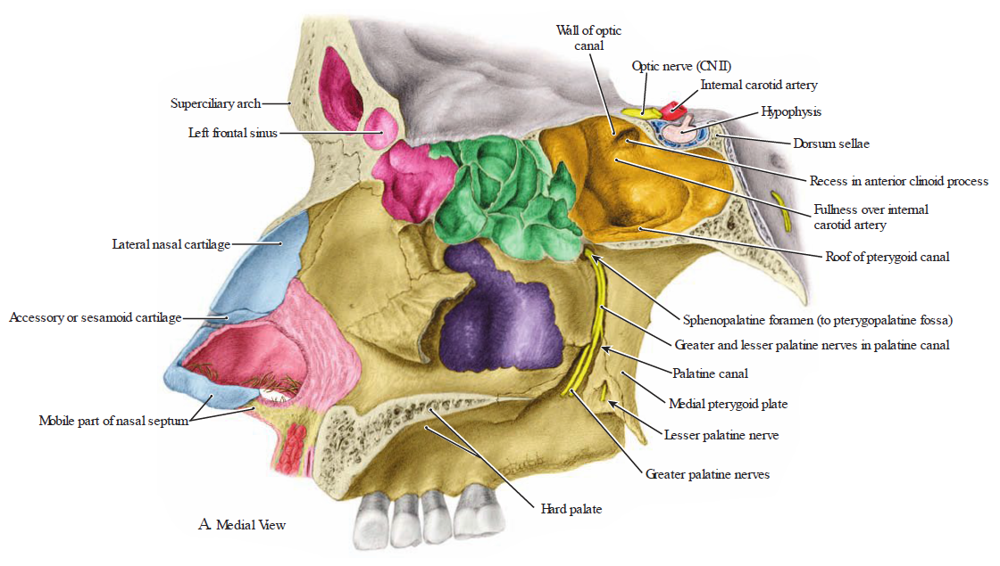 Wall of optic
canal
Optic nerve (CN II)
Internal carotid artery
Superciliary arch
Hypophysis
Left frontal sinus
Dorsum sellae
Recess in anterior clinoid process
Fullness over internal
carotid artery
Lateral nasal cartilage
Roof of pterygoid canal
Accessory or sesamoid cartilage
Sphenopalatine foramen (to pterygopalatine fossa)
Greater and lesser palatine nerves in palatine canal
Palatine canal
Medial pterygoid plate
Mobile part of nasal septum
Lesser palatine nerve
Greater palatine nerves
Hard palate
A. Medial View